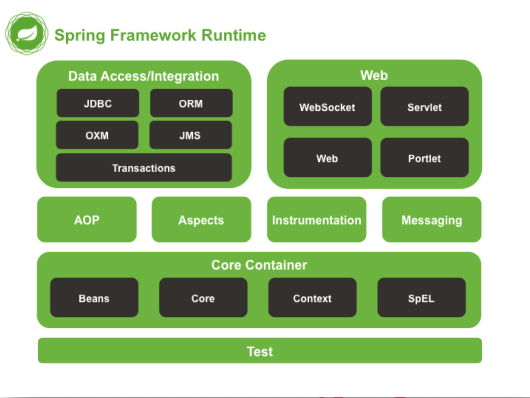 Spring Framework Runtime
Data Access/Integration
JDBC
ORM
OXM
JMS
Transactions
Web
WebSocket
Servlet
Web
Portlet
AOP
Aspects
Instrumentation
Messaging
Core Container
Beans
Core
Context
SpEL
Test